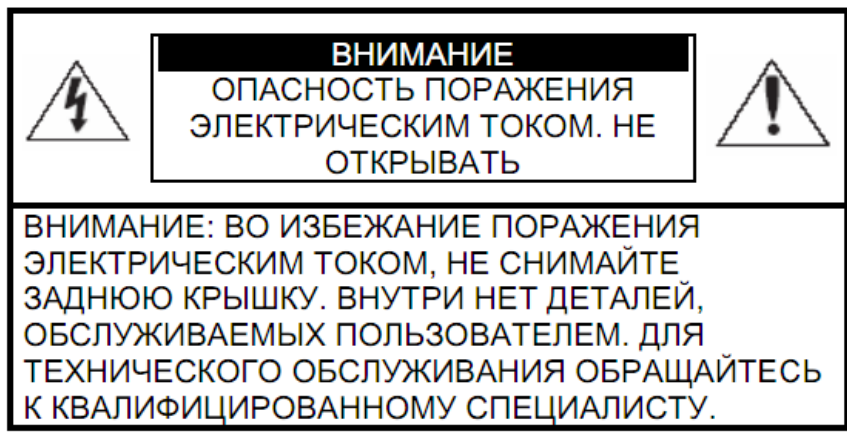 ВНИМАНИЕ
ОПАСНОСТЬ ПОРАЖЕНИЯ
ЭЛЕКТРИЧЕСКИМ ТОКОМ. НЕ
ОТКРЫВАТЬ
ВНИМАНИЕ: ВО ИЗБЕЖАНИЕ ПОРАЖЕНИЯ
ЭЛЕКТРИЧЕСКИМ ТОКОМ, НЕ СНИМАЙТЕ
ЗАДНЮЮ КРЫШКУ. ВНУТРИ НЕТ ДЕТАЛЕЙ,
ОБСЛУЖИВАЕМЫХ ПОЛЬЗОВАТЕЛЕМ. ДЛЯ
ТЕХНИЧЕСКОГО ОБСЛУЖИВАНИЯ ОБРАЩАЙТЕСЬ
К КВАЛИФИЦИРОВАННОМУ СПЕЦИАЛИСТУ.